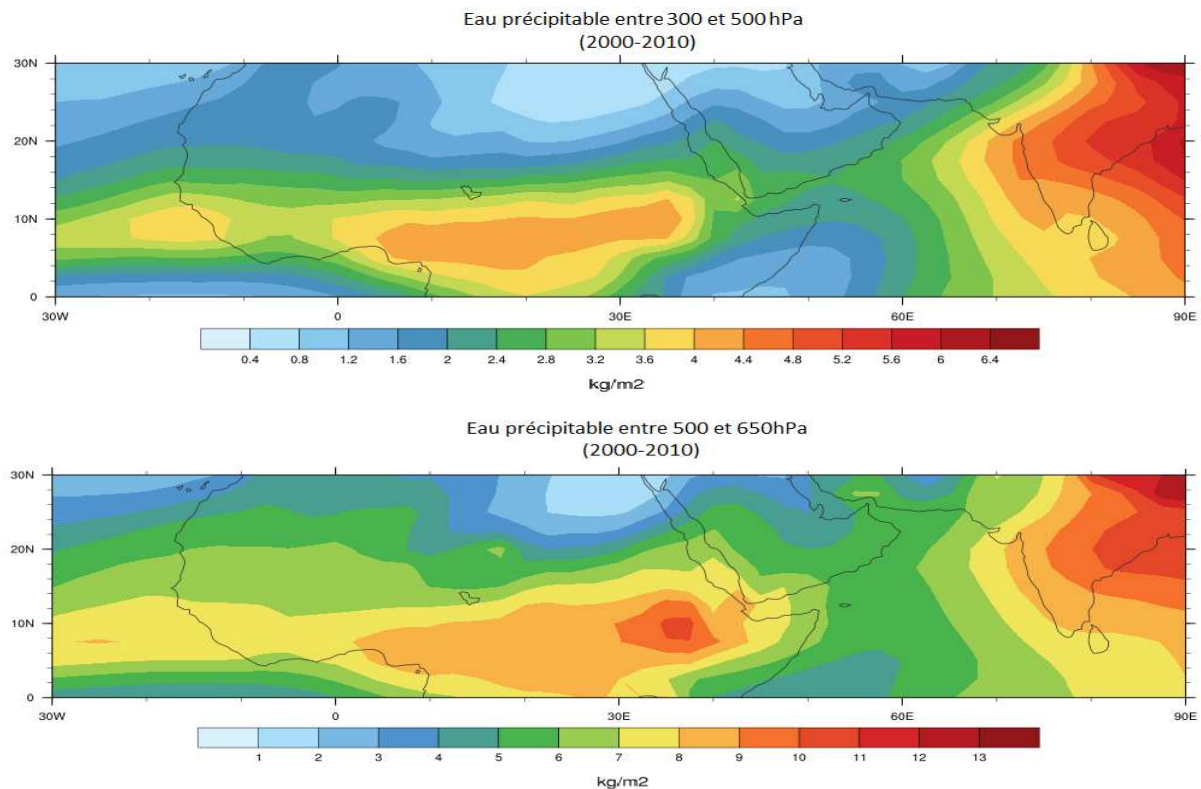 Eau précipitable entre 300 et 500 hPa
(2000-2010)
30N
20N
10N
0
30W 0 30E 60E 90E
0.4 0.8 1.2 1.6 2 2.4 2.8 3.2 3.6 4 4.4 4.8 5.2 5.6 6 6.4
kg/m2
Eau précipitable entre 500 et 650hPa
(2000-2010)
30N
20N
10N
0
30W 0 30E 60E 90E
1 2 3 4 5 6 7 8 9 10 11 12 13
kg/m2